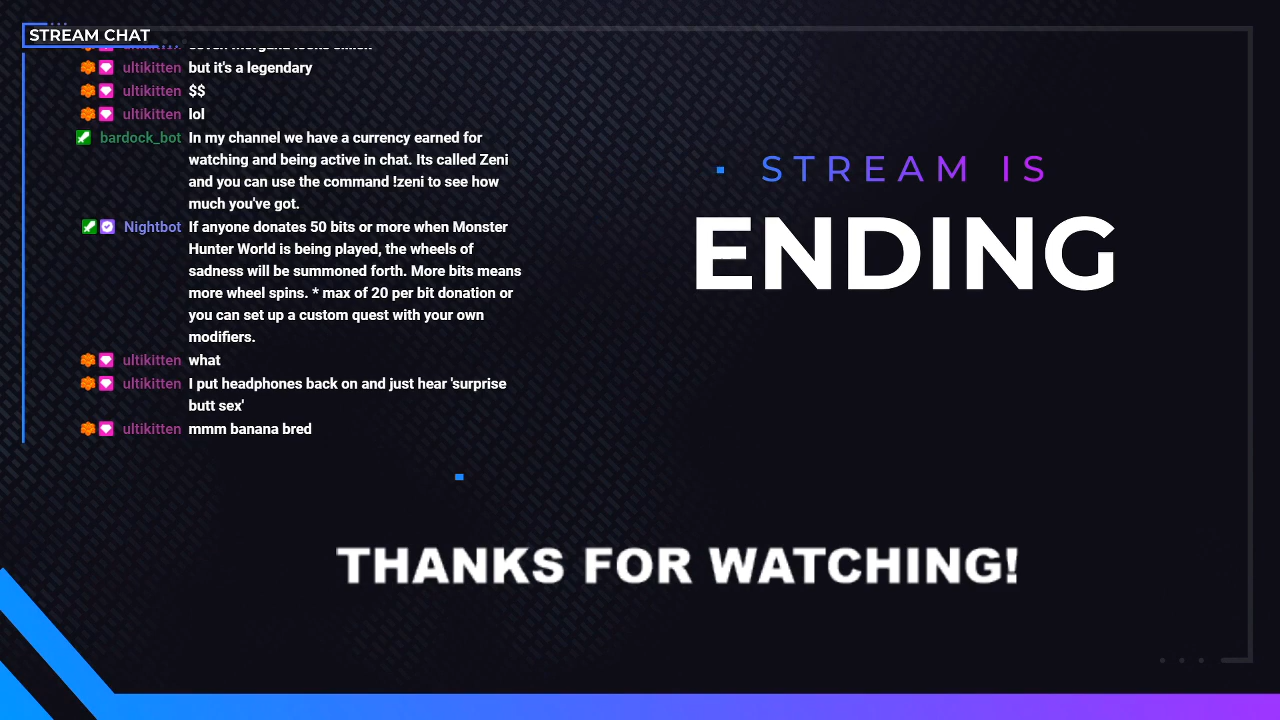 STREAM CHAT
ultikitten but it's a legendary
ultikitten $$
ultikitten lol
bardock_bot In my channel we have a currency earned for
watching and being active in chat. Its called Zeni
and you can use the command !zeni to see how
much you've got.
Nightbot If anyone donates 50 bits or more when Monster
Hunter World is being played, the wheels of
sadness will be summoned forth. More bits means
more wheel spins. * max of 20 per bit donation or
you can set up a custom quest with your own
modifiers.
ultikitten what
ultikitten I put headphones back on and just hear 'surprise
butt sex'
ultikitten mmm banana bred
STREAM IS
ENDING
THANKS FOR WATCHING!